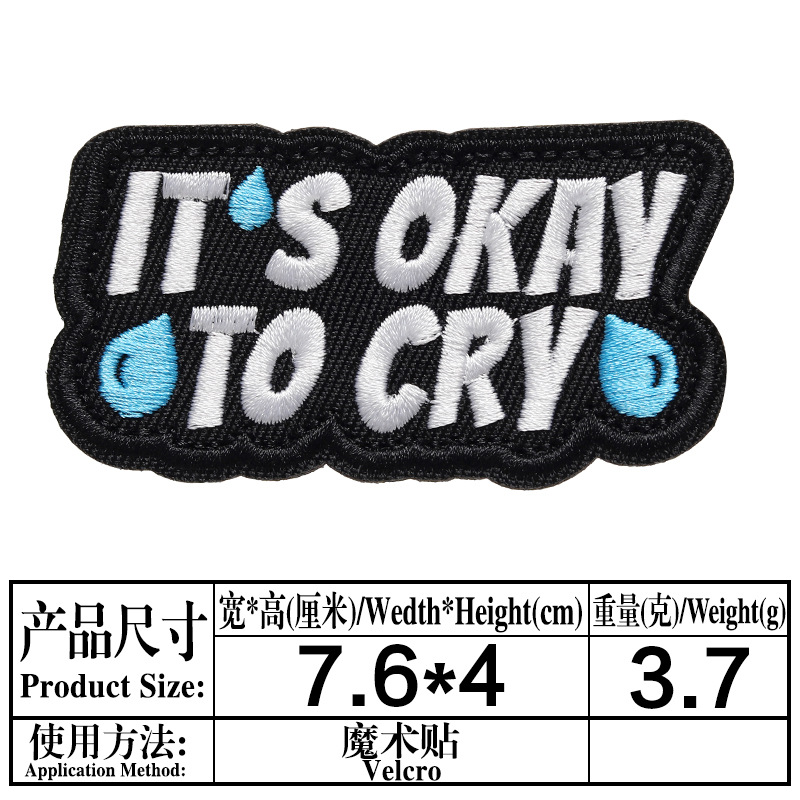 IT'S OKAY
TO CRY
产品尺寸
Product Size:
宽*高(厘米)/Wedth*Height(cm)
重量(克)/Weight(g)
7.6*4
3.7
使用方法:
Application Method:
魔术贴
Velcro